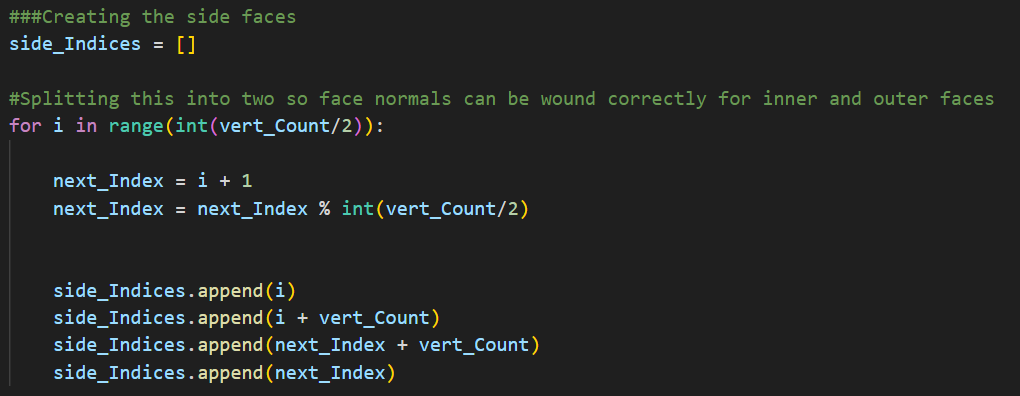 ###Creating the side faces
side_Indices = []
#Splitting this into two so face normals can be wound correctly for inner and outer faces
for i in range(int(vert_Count/2)):
next_Index = i + 1
next_Index = next_Index % int(vert_Count/2)
side_Indices.append(i)
side_Indices.append(i + vert_Count)
side_Indices.append(next_Index + vert_Count)
side_Indices.append(next_Index)